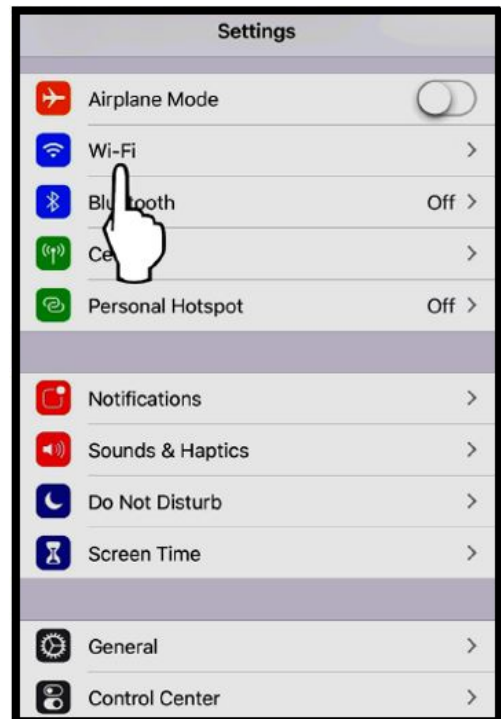 Settings
Airplane Mode
Wi-Fi
Off
Personal Hotspot Off
Notifications
Sounds & Haptics
Do Not Disturb
Screen Time
General
Control Center